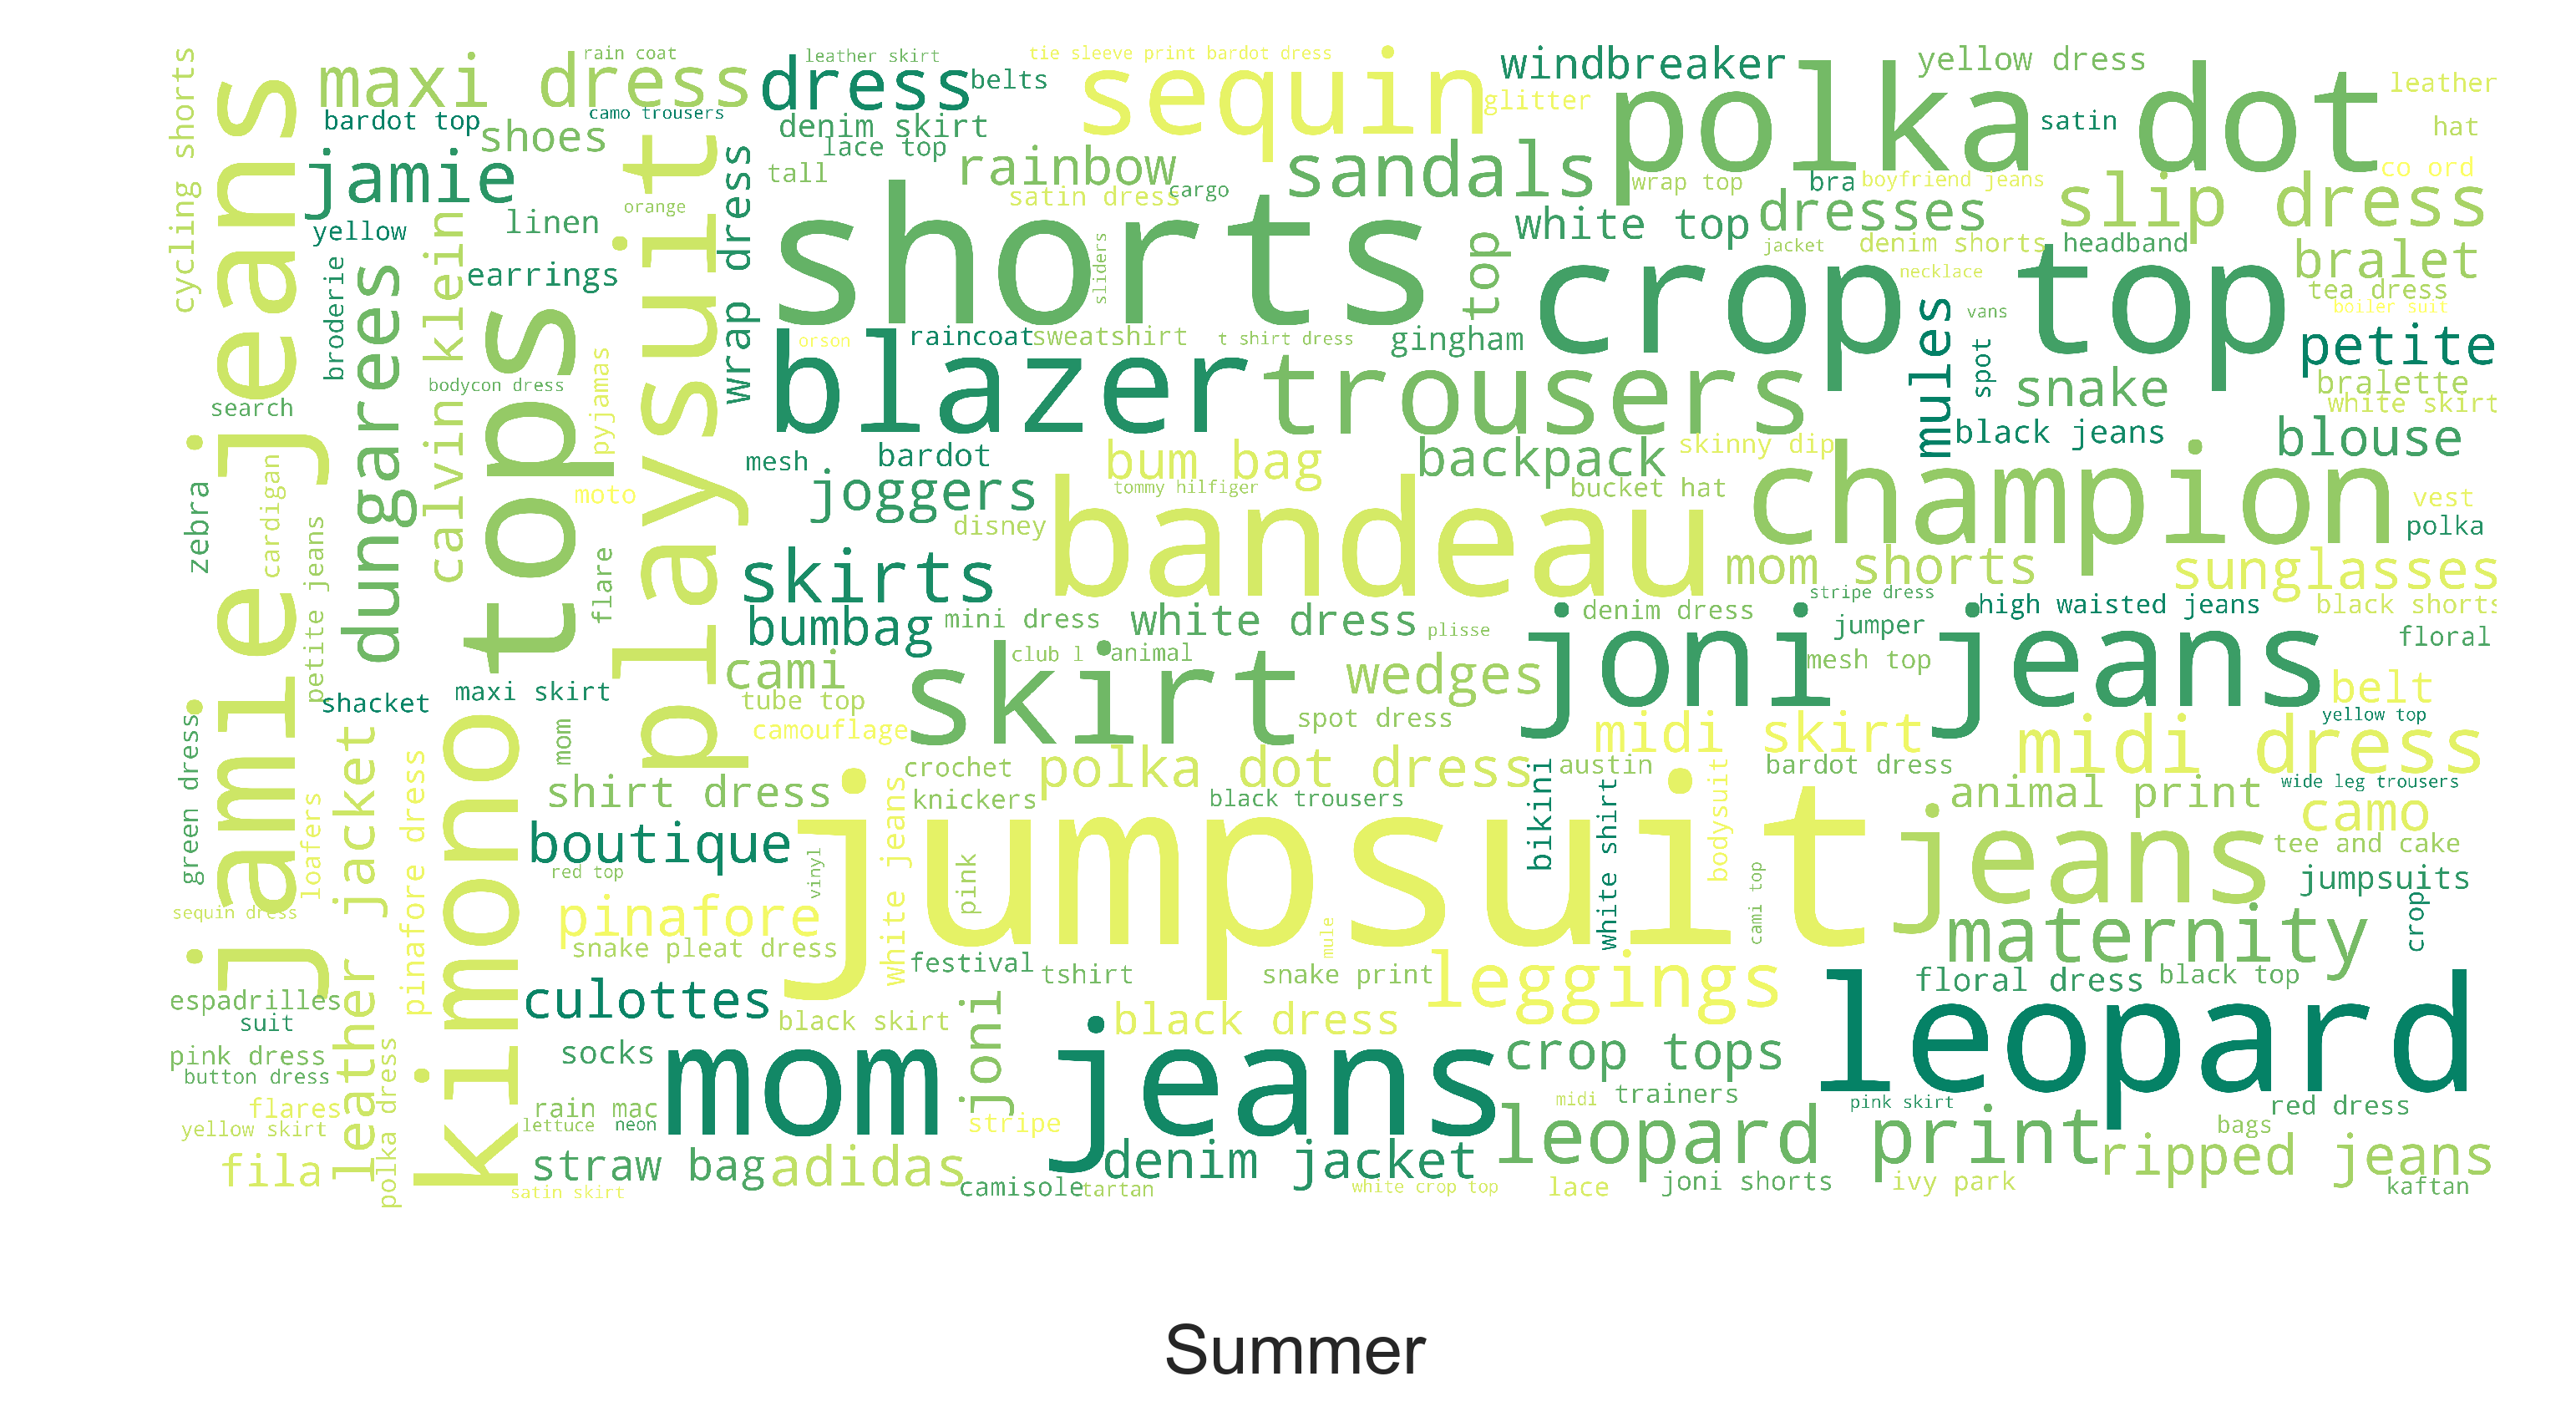 cycling shorts
jamie jeans
maxi dress
rain coat
dress
leather skirt
belts
tie sleeve print bardot dress
sequin
glitter
windbreaker
polka dot
yellow dress
leather
satin
hat
co ord
bardot top
camo trousers
shoes
jamie
playsuit
denim skirt
lace top
tall
rainbow
satin dress
cargo
sandals
wrap top
bra
boyfriend jeans
slip dress
white top
dresses
jacket
denim shorts
headband
bralet
necklace
tea dress
boiler suit
vans
orange
linen
yellow
calvin klein
wrap dress
shorts
sliders
top
crop top
broderie
dungarees
earrings
kimono tops
pyjamas
bodycon dress
orson
raincoat
sweatshirt
t shirt dress
gingham
mules
spot
petite
snake
bralette
white skirt
blazer
trousers
search
zebra
cardigan
petite jeans
moto
flare
mesh
bardot
joggers
bum bag
tommy hilfiger
backpack
skinny dip
bucket hat
black jeans
blouse
champion
vest
polka
disney
bandeau
mom shorts
sunglasses
skirts
bumbag
mini dress
white dress
plisse
denim dress
stripe dress
jumper
mesh top
high waisted jeans
black shorts
floral
joni jeans
cami
tube top
camouflage
club l
animal
skirt
spot dress
wedges
belt
yellow top
green dress
loafers
shacket
leather jacket
maxi skirt
mom
pinafore dress
shirt dress
crochet
knickers
polka dot dress
black trousers
austin
midi skirt
bardot dress
midi dress
animal print
wide leg trousers
camo
tee and cake
boutique
red top
vinyl
white jeans
pink
jumpsuit
bikini
white shirt
bodysuit
cami top
jeans
jumpsuits
crop
sequin dress
pinafore
snake pleat dress
festival
tshirt
mule
snake print
leggings
maternity
floral dress
black top
espadrilles
suit
culottes
black skirt
joni
black dress
leopard
pink dress
button dress
polka dress
socks
mom jeans
crop tops
flares
yellow skirt
rain mac
lettuce
neon
stripe
midi
trainers
pink skirt
red dress
bags
fila
satin skirt
straw bag
adidas
camisole
tartan
denim jacket
white crop top
leopard print
lace
joni shorts
ivy park
ripped jeans
kaftan
Summer